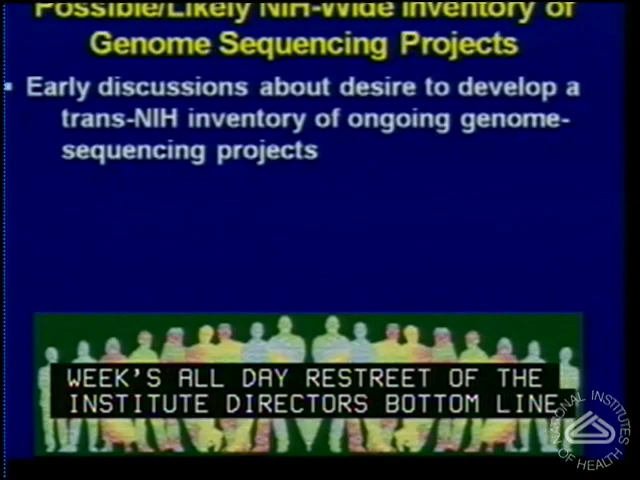 Possible/Likely NIH-Wide Inventory of
Genome Sequencing Projects
Early discussions about desire to develop a
trans-NIH inventory of ongoing genome-
sequencing projects
WEEK'S ALL DAY RESTREET OF THE
INSTITUTE DIRECTORS BOTTOM LINE
NATIONAL INSTITUTES
OF HEALTH